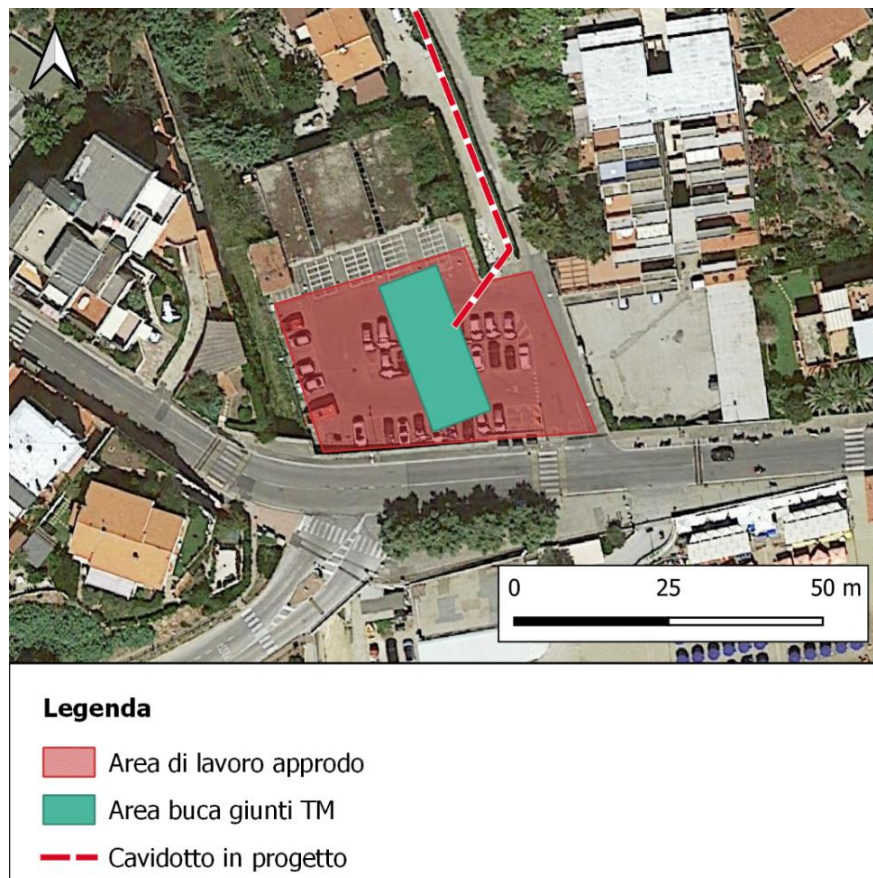 0 25 50 m
Legenda
Area di lavoro approdo
Area buca giunti TM
Cavidotto in progetto